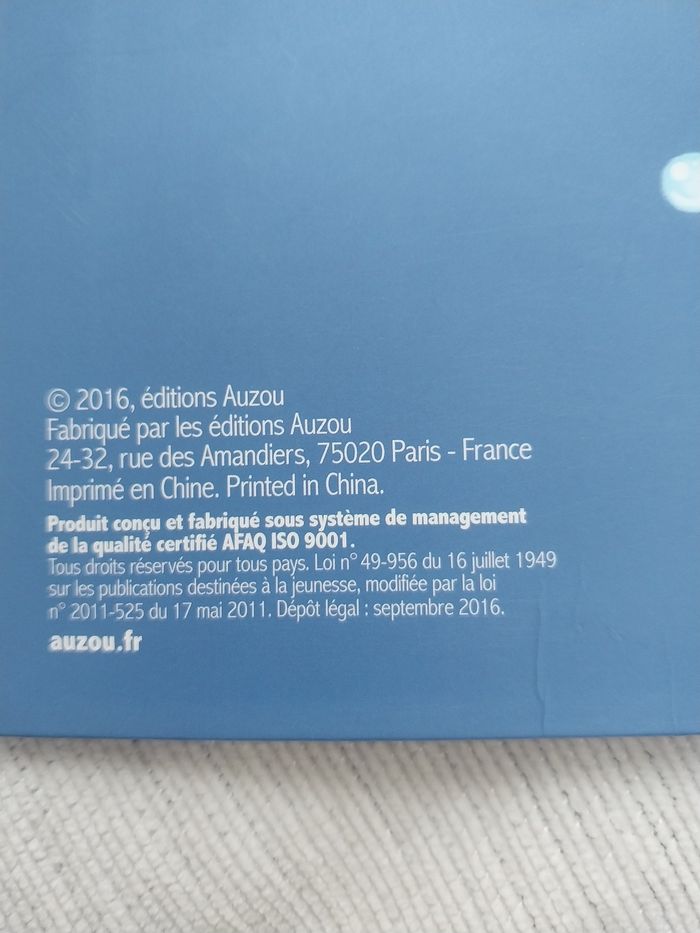 © 2016, éditions Auzou
Fabriqué par les éditions Auzou
24-32, rue des Amandiers, 75020 Paris - France
Imprimé en Chine. Printed in China.
Produit conçu et fabriqué sous système de management
de la qualité certifié AFAQ ISO 9001.
Tous droits réservés pour tous pays. Loi n° 49-956 du 16 juillet 1949
sur les publications destinées à la jeunesse, modifiée par la loi
n° 2011-525 du 17 mai 2011. Dépôt légal : septembre 2016.
auzou.fr